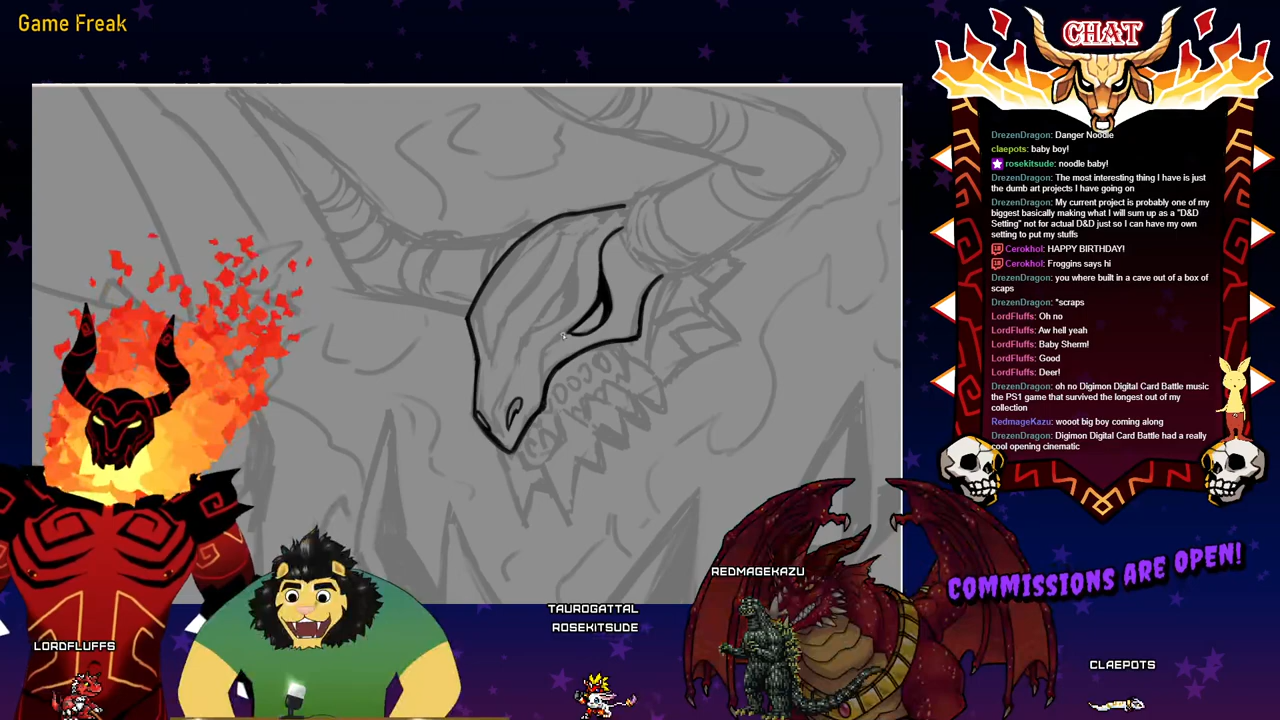 Game Freak
CHAT
DrezenDragon: Danger Noodle
claepots: baby boy!
rosekitsude: noodle baby!
DrezenDragon: The most interesting thing I have is just
the dumb art projects I have going on
DrezenDragon: My current project is probably one of my
biggest basically making what I will sum up as a "D&D
Setting" not for actual D&D just so I can have my own
setting to put my stuffs
Cerokhol: HAPPY BIRTHDAY!
Cerokhol: Froggins says hi
DrezenDragon: you where built in a cave out of a box of
scaps
DrezenDragon: *scraps
LordFluffs: Oh no
LordFluffs: Aw hell yeah
LordFluffs: Baby Sherm!
LordFluffs: Good
LordFluffs: Deer!
DrezenDragon: oh no Digimon Digital Card Battle music
the PS1 game that survived the longest out of my
collection
RedmageKazu: wooot big boy coming along
DrezenDragon: Digimon Digital Card Battle had a really
cool opening cinematic
COMMISSIONS ARE OPEN!
REDMAGEKAZU
TAUROGATTAL
ROSEKITSUDE
LORDFLUFFS
CLAEPOTS